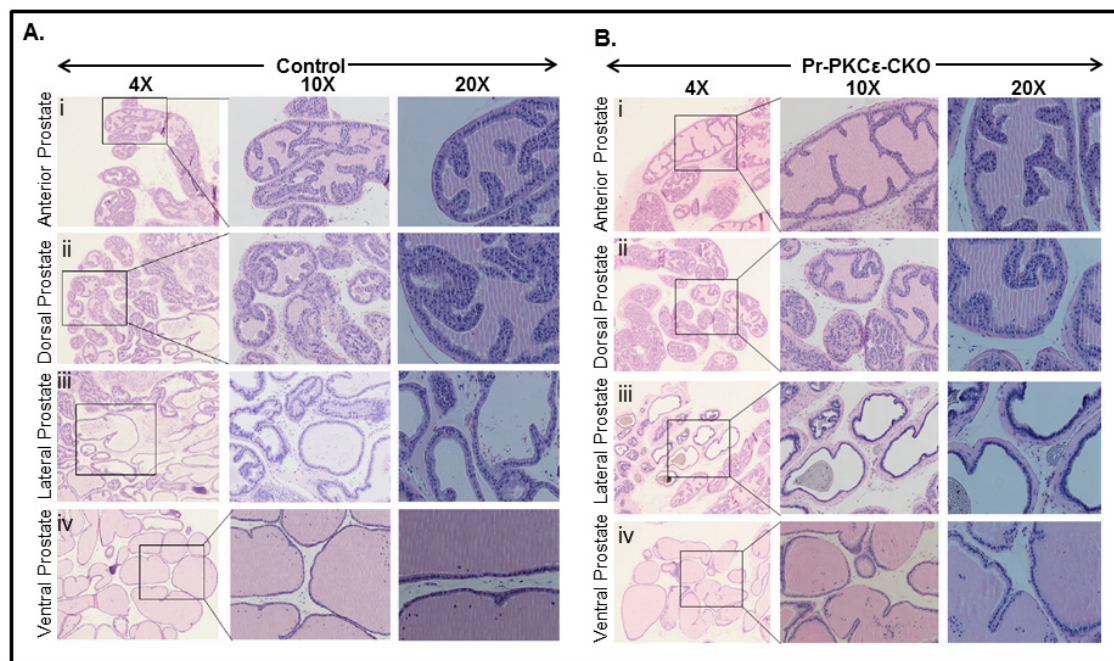 A.
Control
4X 10X 20X
i
Anterior Prostate
ii
Dorsal Prostate
iii
Lateral Prostate
iv
Ventral Prostate
B.
Pr-PKCε-CKO
4X 10X 20X
i
Anterior Prostate
ii
Dorsal Prostate
iii
Lateral Prostate
iv
Ventral Prostate